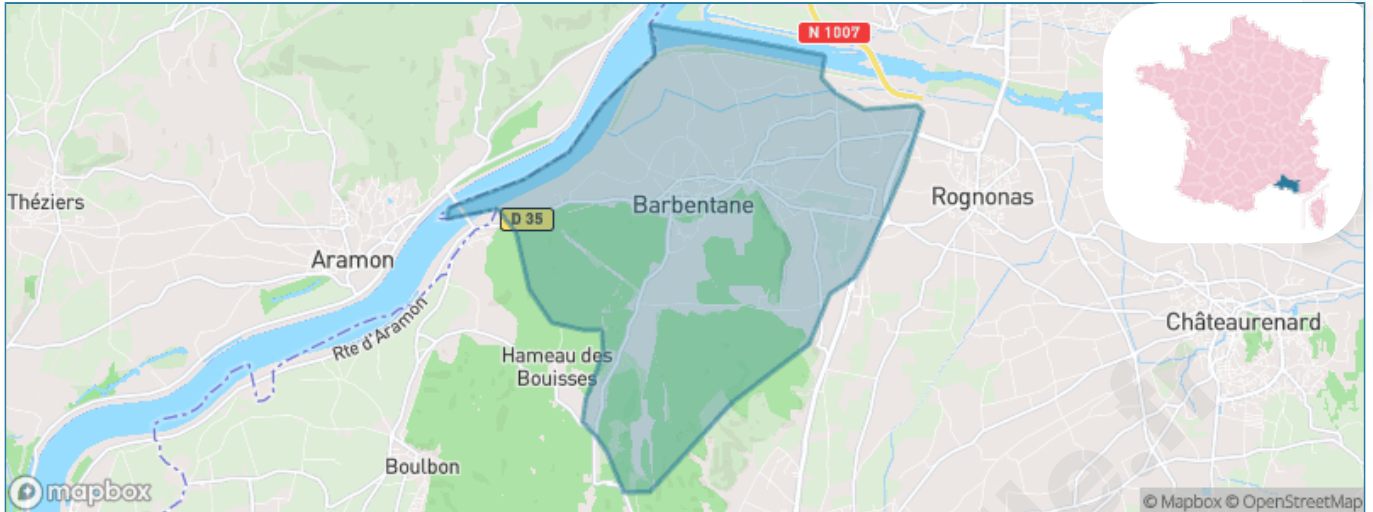 N 1007
Théziers
Barbentane
Rognonas
D 35
Aramon
Rte d'Aramon
Châteaurenard
Hameau des
Bouisses
Boulbon
mapbox
© Mapbox © OpenStreetMap